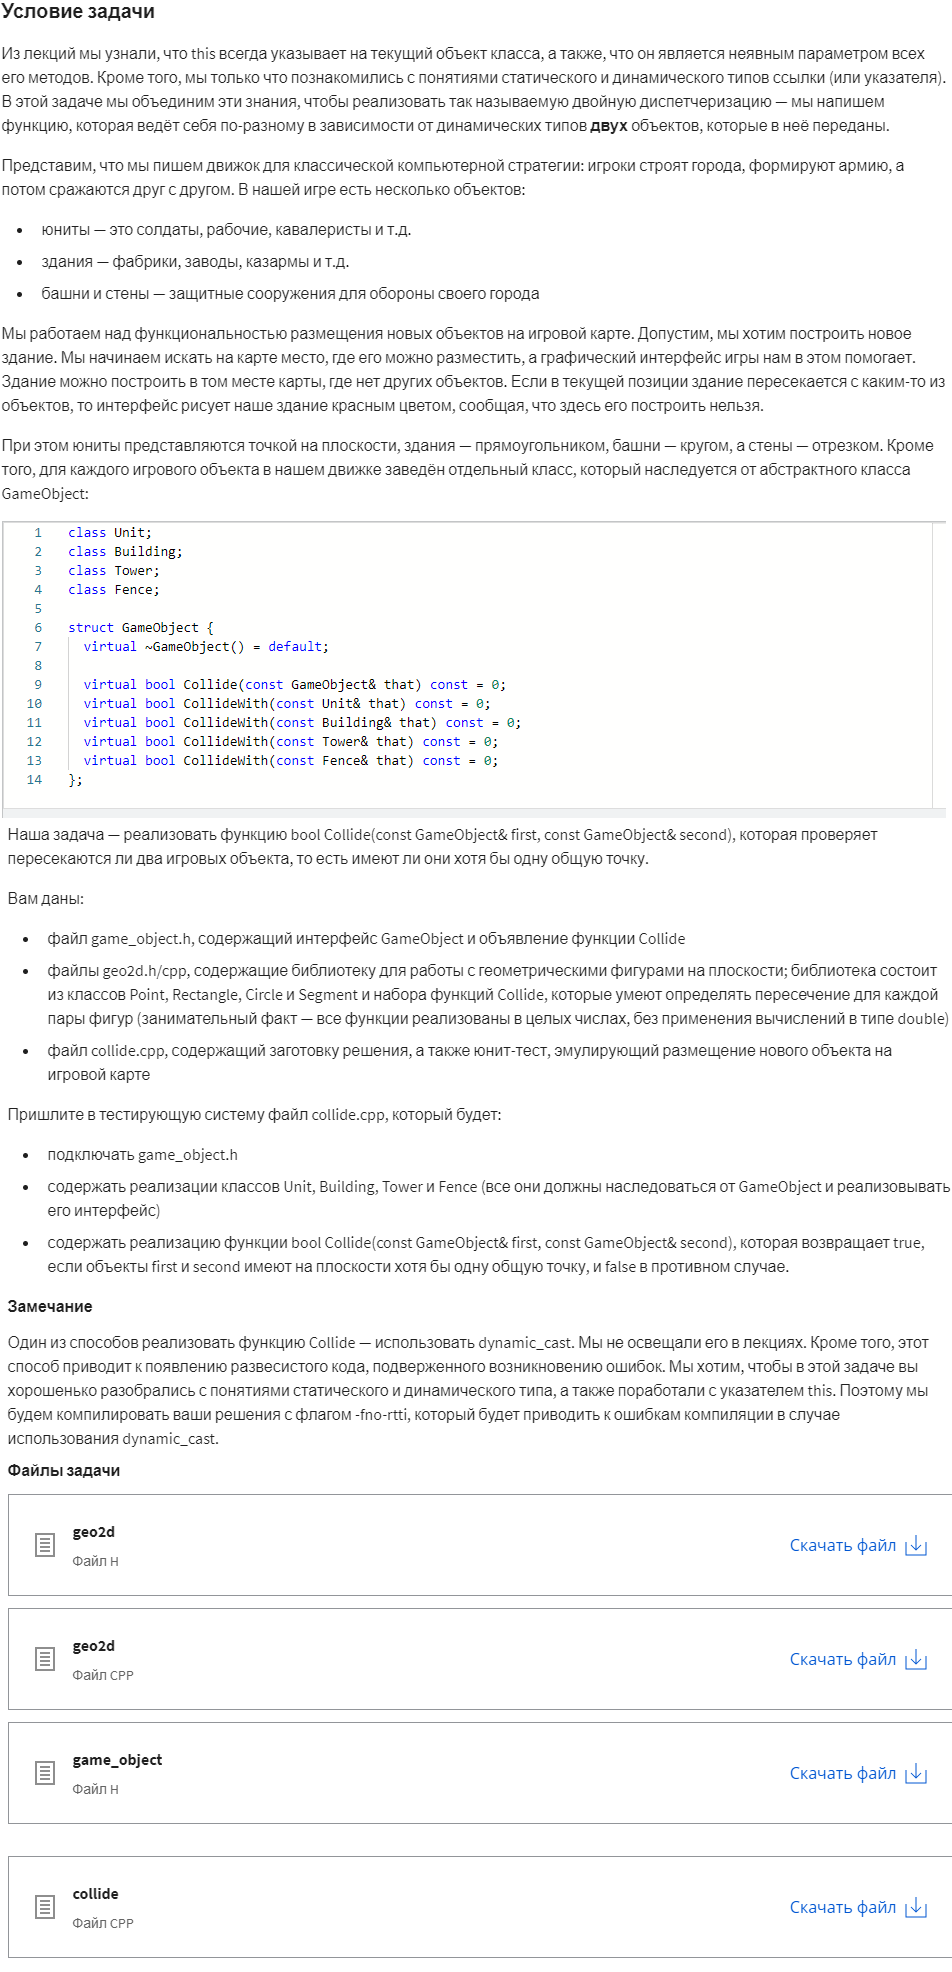 Условие задачи
Из лекций мы узнали, что this всегда указывает на текущий объект класса, а также, что он является неявным параметром всех
его методов. Кроме того, мы только что познакомились с понятиями статического и динамического типов ссылки (или указателя).
В этой задаче мы объединим эти знания, чтобы реализовать так называемую двойную диспетчеризацию — мы напишем
функцию, которая ведёт себя по-разному в зависимости от динамических типов двух объектов, которые в неё переданы.
Представим, что мы пишем движок для классической компьютерной стратегии: игроки строят города, формируют армию, а
потом сражаются друг с другом. В нашей игре есть несколько объектов:
• юниты — это солдаты, рабочие, кавалеристы и т.д.
• здания — фабрики, заводы, казармы и т.д.
• башни и стены — защитные сооружения для обороны своего города
Мы работаем над функциональностью размещения новых объектов на игровой карте. Допустим, мы хотим построить новое
здание. Мы начинаем искать на карте место, где его можно разместить, а графический интерфейс игры нам в этом помогает.
Здание можно построить в том месте карты, где нет других объектов. Если в текущей позиции здание пересекается с каким-то из
объектов, то интерфейс рисует наше здание красным цветом, сообщая, что здесь его построить нельзя.
При этом юниты представляются точкой на плоскости, здания — прямоугольником, башни — кругом, а стены — отрезком. Кроме
того, для каждого игрового объекта в нашем движке заведён отдельный класс, который наследуется от абстрактного класса
GameObject:
1 class Unit;
2 class Building;
3 class Tower;
4 class Fence;
5
6 struct GameObject {
7 virtual ~GameObject() = default;
8
9 virtual bool Collide(const GameObject& that) const = 0;
10 virtual bool CollideWith(const Unit& that) const = 0;
11 virtual bool CollideWith(const Building& that) const = 0;
12 virtual bool CollideWith(const Tower& that) const = 0;
13 virtual bool CollideWith(const Fence& that) const = 0;
14 };
Наша задача — реализовать функцию bool Collide(const GameObject& first, const GameObject& second), которая проверяет
пересекаются ли два игровых объекта, то есть имеют ли они хотя бы одну общую точку.
Вам даны:
• файл game_object.h, содержащий интерфейс GameObject и объявление функции Collide
• файлы geo2d.h/cpp, содержащие библиотеку для работы с геометрическими фигурами на плоскости; библиотека состоит
из классов Point, Rectangle, Circle и Segment и набора функций Collide, которые умеют определять пересечение для каждой
пары фигур (занимательный факт — все функции реализованы в целых числах, без применения вычислений в типе double)
• файл collide.cpp, содержащий заготовку решения, а также юнит-тест, эмулирующий размещение нового объекта на
игровой карте
Пришлите в тестирующую систему файл collide.cpp, который будет:
• подключать game_object.h
• содержать реализации классов Unit, Building, Tower и Fence (все они должны наследоваться от GameObject и реализовывать
его интерфейс)
• содержать реализацию функции bool Collide(const GameObject& first, const GameObject& second), которая возвращает true,
если объекты first и second имеют на плоскости хотя бы одну общую точку, и false в противном случае.
Замечание
Один из способов реализовать функцию Collide — использовать dynamic_cast. Мы не освещали его в лекциях. Кроме того, этот
способ приводит к появлению развесистого кода, подверженного возникновению ошибок. Мы хотим, чтобы в этой задаче вы
хорошенько разобрались с понятиями статического и динамического типа, а также поработали с указателем this. Поэтому мы
будем компилировать ваши решения с флагом -fno-rtti, который будет приводить к ошибкам компиляции в случае
использования dynamic_cast.
Файлы задачи
geo2d
Файл H
Скачать файл
geo2d
Файл CPP
Скачать файл
game_object
Файл H
Скачать файл
collide
Файл CPP
Скачать файл